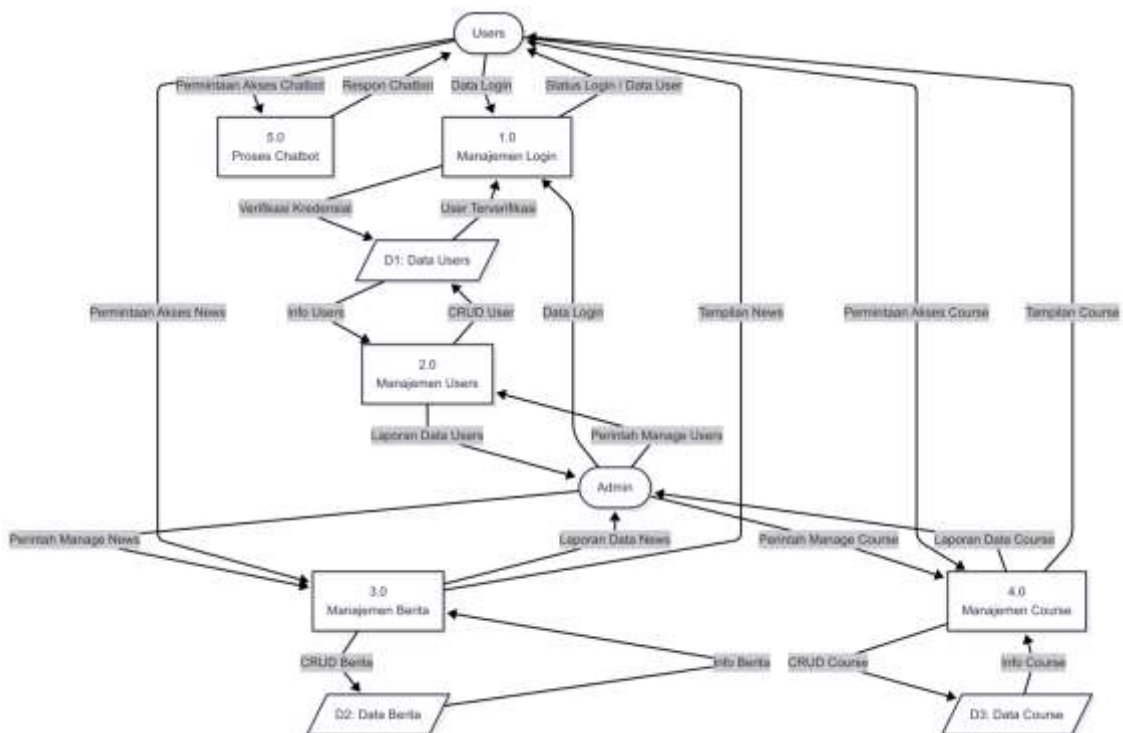 Users
Permintaan Akses Chatbot
Respon Chatbot
Data Login
Status Login / Data User
5.0
Proses Chatbot
1.0
Manajemen Login
Verifikasi Kredensial
User Terverifikasi
D1: Data Users
Permintaan Akses News
Info Users
CRUD User
Data Login
Tampilan News
Permintaan Akses Course
Tampilan Course
2.0
Manajemen Users
Laporan Data Users
Perintah Manage Users
Admin
Perintah Manage News
Laporan Data News
Perintah Manage Course
Laporan Data Course
3.0
Manajemen Berita
4.0
Manajemen Course
CRUD Berita
Info Berita
CRUD Course
Info Course
D2: Data Berita
D3: Data Course